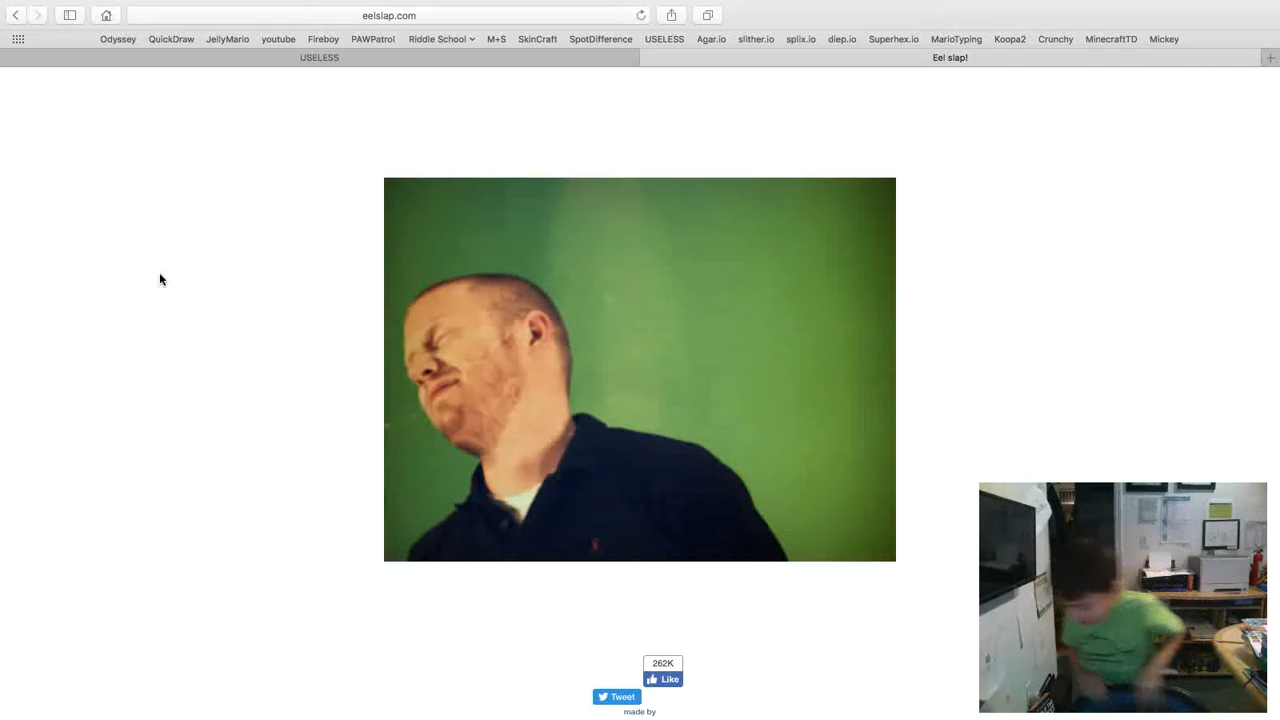 eelslap.com
Odyssey QuickDraw JellyMario youtube Fireboy PAWPatrol Riddle School M+S SkinCraft SpotDifference USELESS Agar.io slither.io splix.io diep.io Superhex.io MarioTyping Koopa2 Crunchy MinecraftTD Mickey
USELESS Eel slap!
262K
Like
Tweet
made by